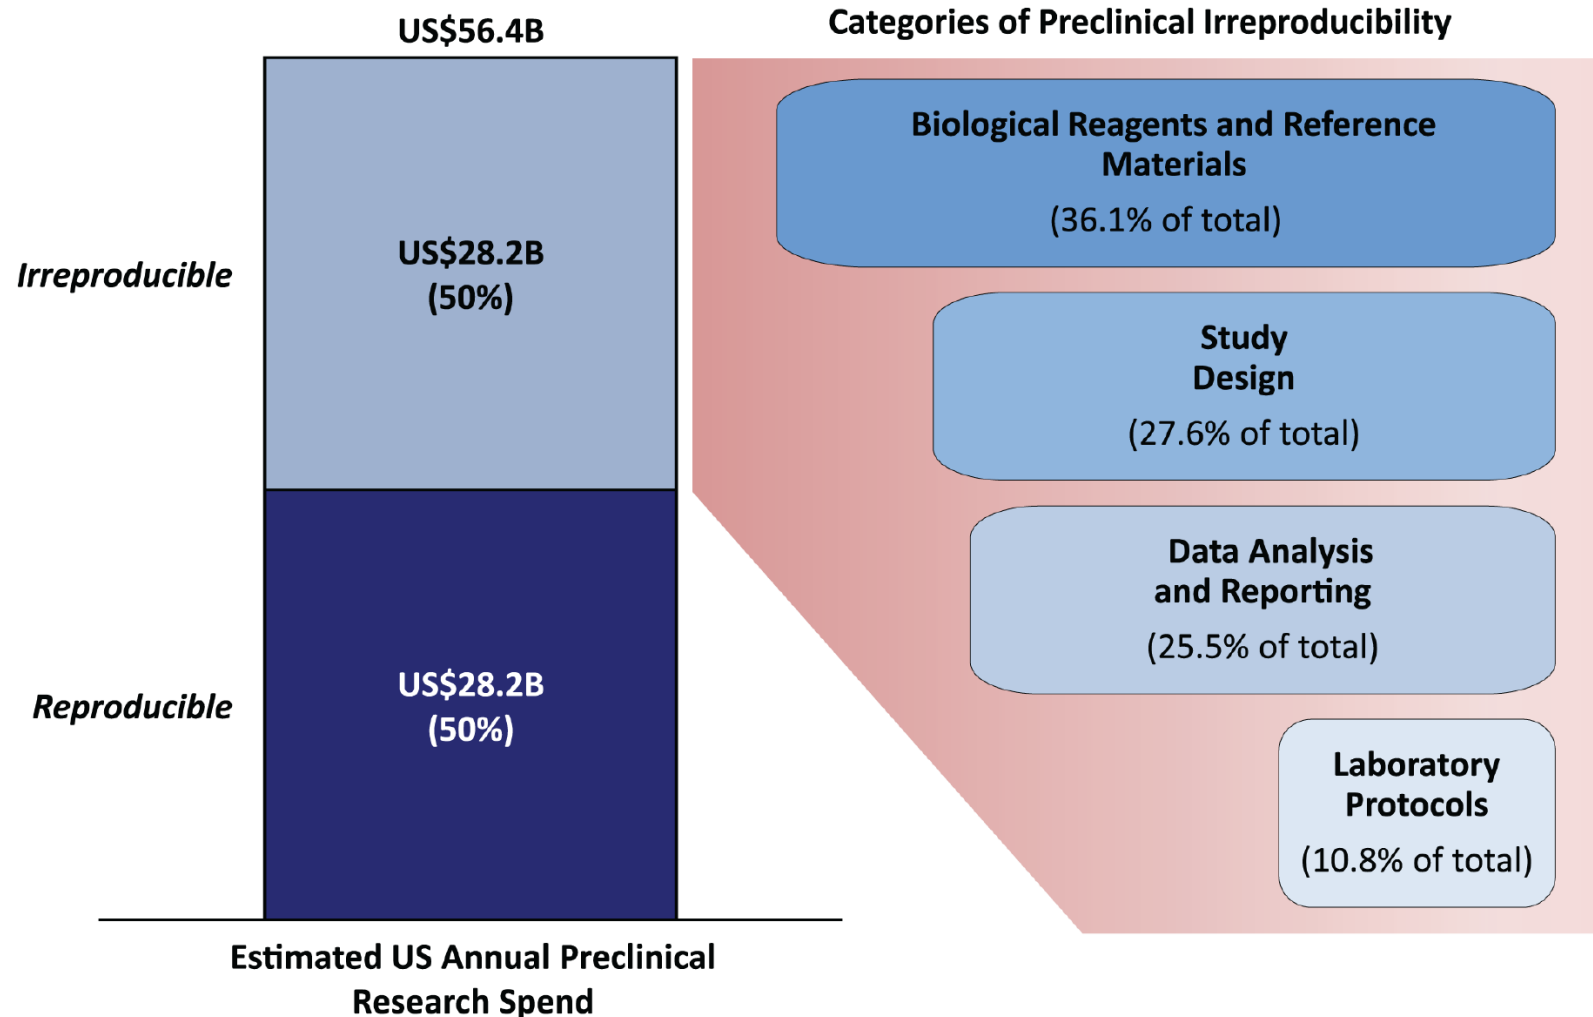 US$56.4B
Irreproducible
US$28.2B
(50%)
Reproducible
US$28.2B
(50%)
Estimated US Annual Preclinical
Research Spend
Categories of Preclinical Irreproducibility
Biological Reagents and Reference
Materials
(36.1% of total)
Study
Design
(27.6% of total)
Data Analysis
and Reporting
(25.5% of total)
Laboratory
Protocols
(10.8% of total)